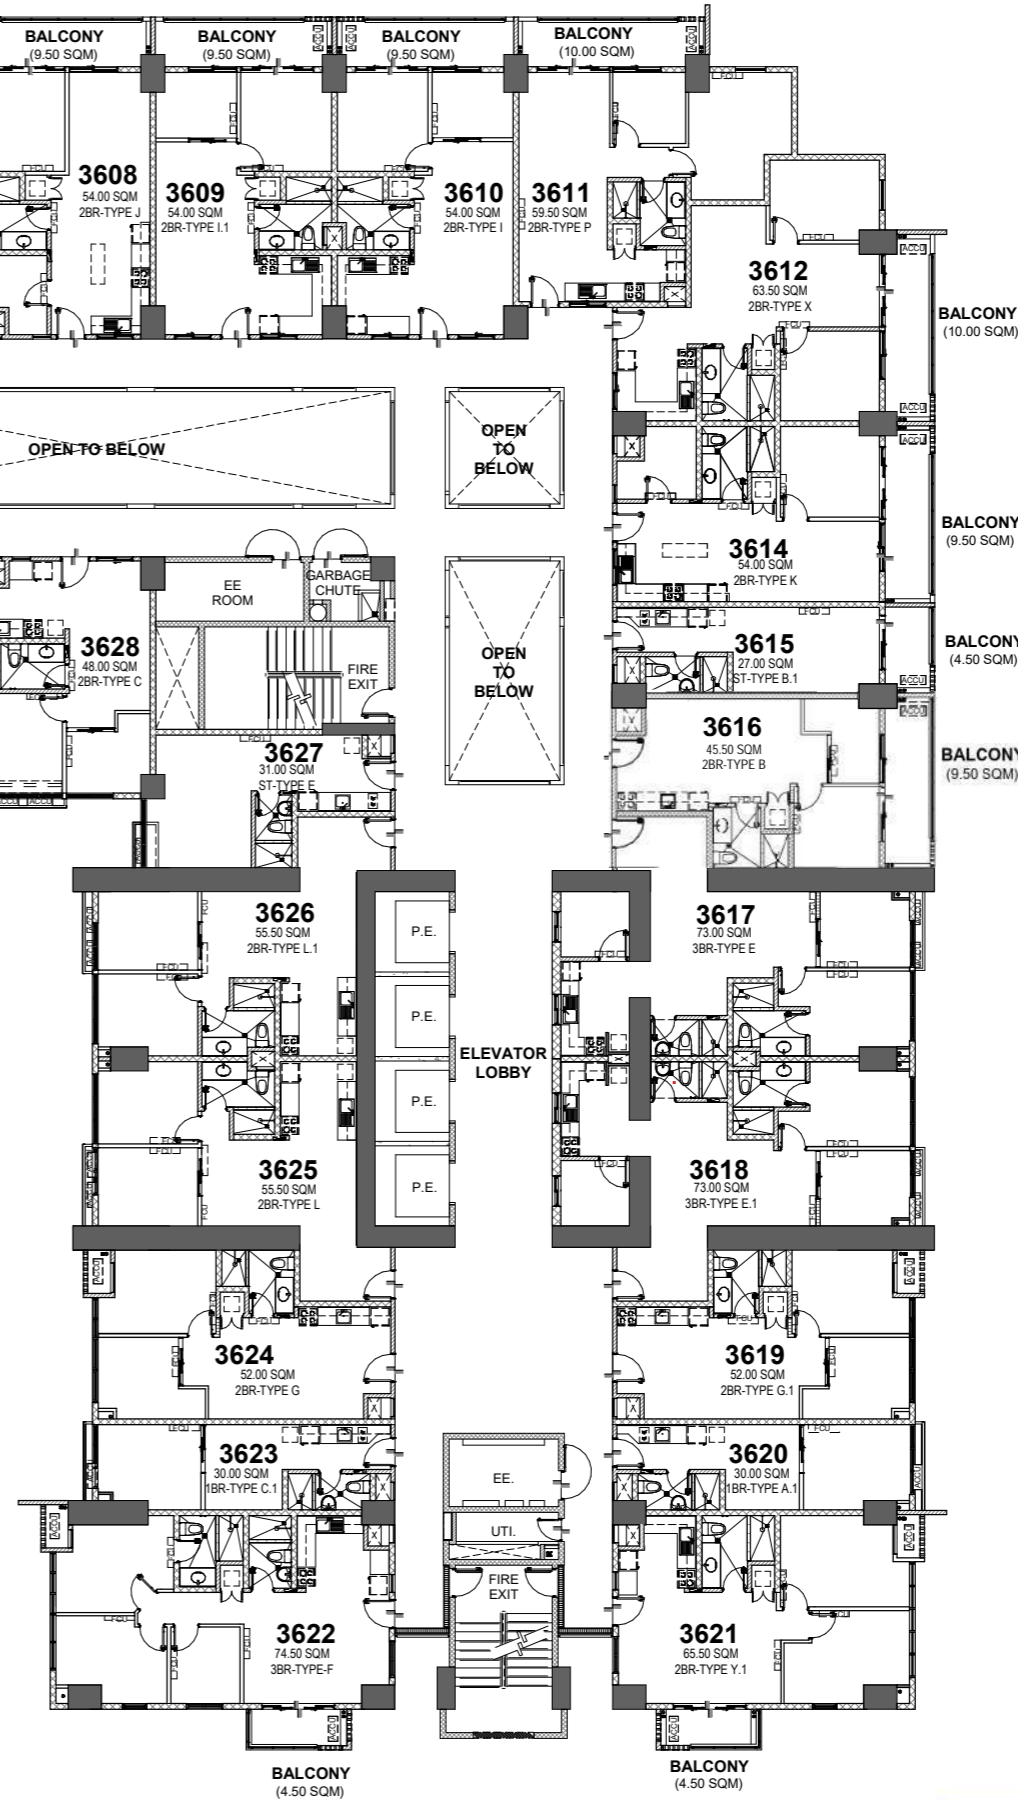 BALCONY
(9.50 SQM)
BALCONY
(9.50 SQM)
BALCONY
(9.50 SQM)
BALCONY
(10.00 SQM)
3608
54.00 SQM
2BR-TYPE J
3609
54.00 SQM
2BR-TYPE I.1
3610
54.00 SQM
2BR-TYPE I
3611
59.50 SQM
2BR-TYPE P
3612
63.50 SQM
2BR-TYPE X
BALCONY
(10.00 SQM)
OPEN TO BELOW
OPEN
TO
BELOW
3614
54.00 SQM
2BR-TYPE K
BALCONY
(9.50 SQM)
EE
ROOM
GARBAGE
CHUTE
3628
48.00 SQM
2BR-TYPE C
FIRE
EXIT
OPEN
TO
BELOW
3615
27.00 SQM
ST-TYPE B.1
BALCONY
(4.50 SQM)
3616
45.50 SQM
2BR-TYPE B
BALCONY
(9.50 SQM)
3627
31.00 SQM
ST-TYPE E
3626
55.50 SQM
2BR-TYPE L.1
P.E.
P.E.
P.E.
P.E.
ELEVATOR
LOBBY
3617
73.00 SQM
3BR-TYPE E
3625
55.50 SQM
2BR-TYPE L
3618
73.00 SQM
3BR-TYPE E.1
3624
52.00 SQM
2BR-TYPE G
3619
52.00 SQM
2BR-TYPE G.1
3623
30.00 SQM
1BR-TYPE C.1
EE.
UTI.
FIRE
EXIT
3620
30.00 SQM
1BR-TYPE A.1
3622
74.50 SQM
3BR-TYPE-F
3621
65.50 SQM
2BR-TYPE Y.1
BALCONY
(4.50 SQM)
BALCONY
(4.50 SQM)